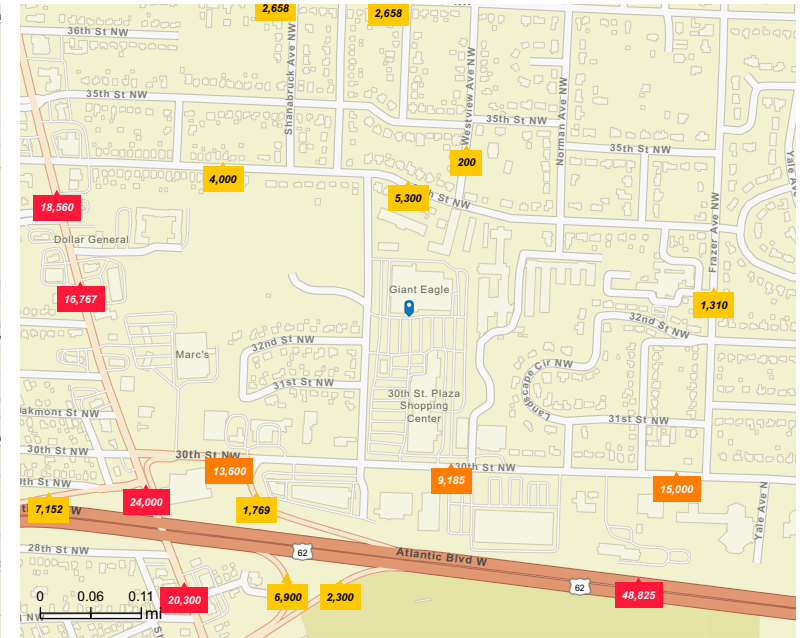 2,658
2,658
36th St NW
35th St NW
Shanabruck Ave NW
Westview Ave NW
35th St NW
Norman Ave NW
35th St NW
Yale Ave
200
4,000
5,300
St NW
18,560
Frazer Ave NW
Dollar General
16,767
Giant Eagle
1,310
32nd St NW
32nd St NW
Marc's
31st St NW
Landscape Cir NW
30th St. Plaza
Shopping
Center
akmont St NW
31st St NW
30th St NW
30th St NW
13,600
30th St NW
9,185
15,000
th St NW
24,000
7,152
W
1,769
Yale Ave N
28th St NW
62
Atlantic Blvd W
62
0 0.06 0.11
mi
20,300
6,900
2,300
48,825